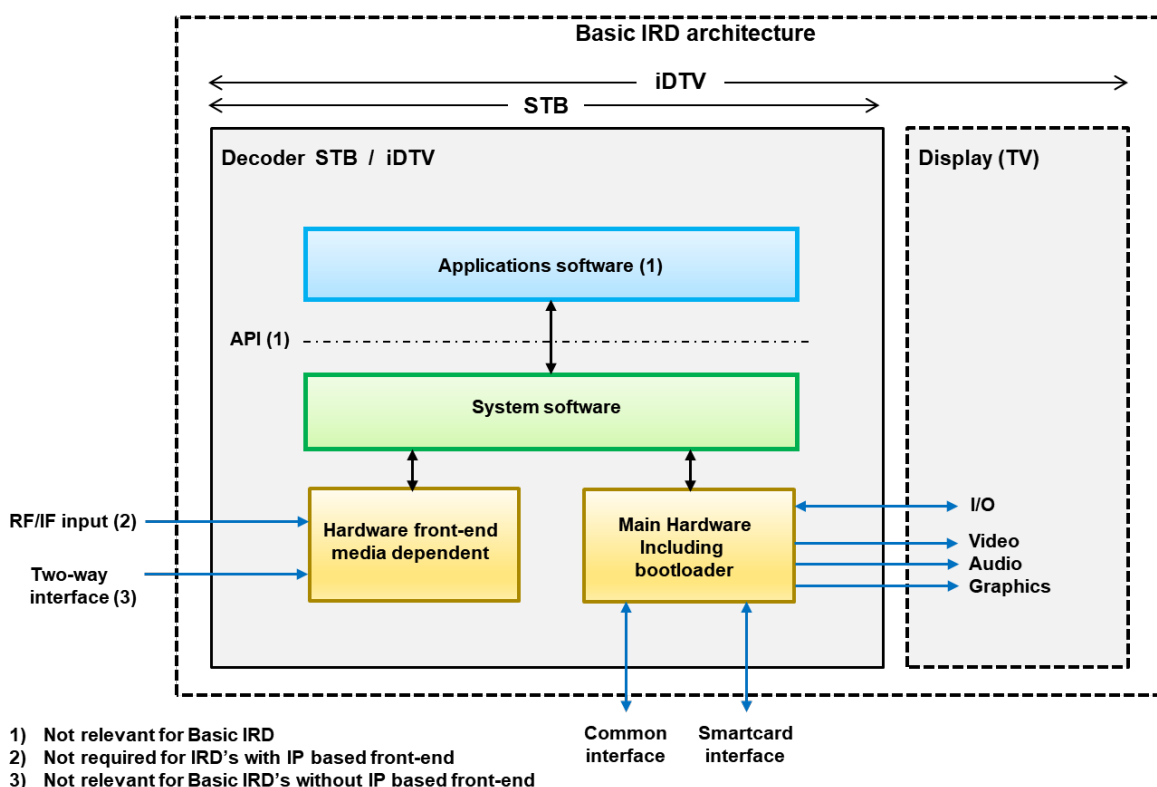 Basic IRD architecture
iDTV
STB
Decoder STB / iDTV
Display (TV)
Applications software (1)
API (1)
System software
RF/IF input (2)
Two-way
interface (3)
Hardware front-end
media dependent
Main Hardware
Including
bootloader
I/O
Video
Audio
Graphics
Common
interface
Smartcard
interface
1) Not relevant for Basic IRD
2) Not required for IRD's with IP based front-end
3) Not relevant for Basic IRD's without IP based front-end